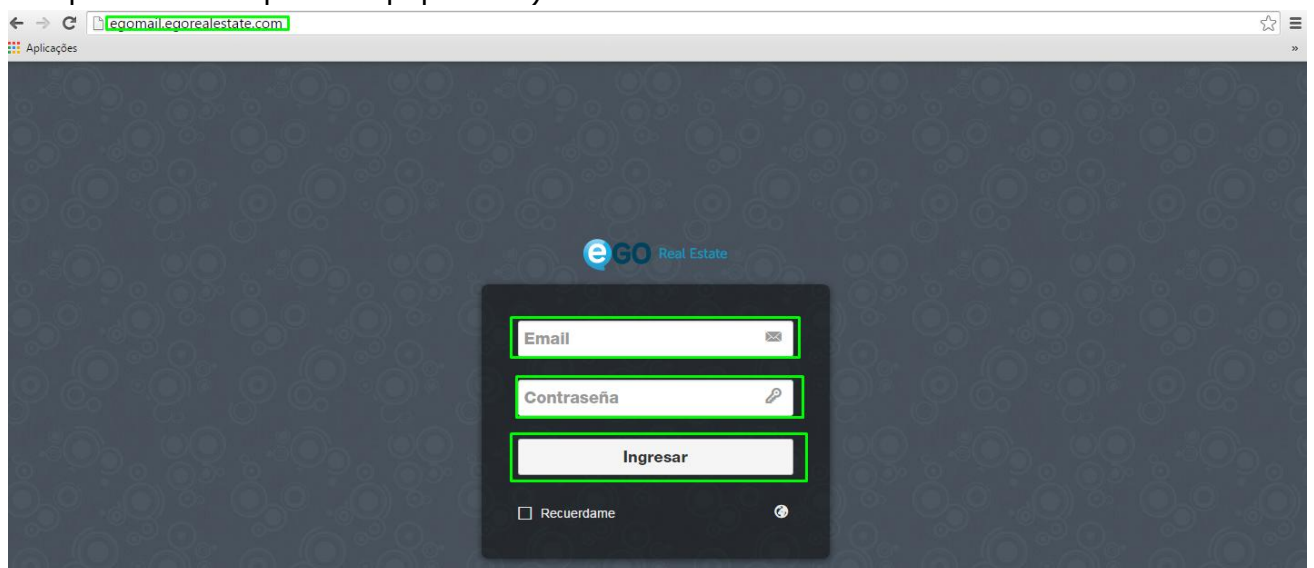 egomail.egorealestate.com
Aplicações
»
eGO Real Estate
Email
Contraseña
Ingresar
Recuerdame